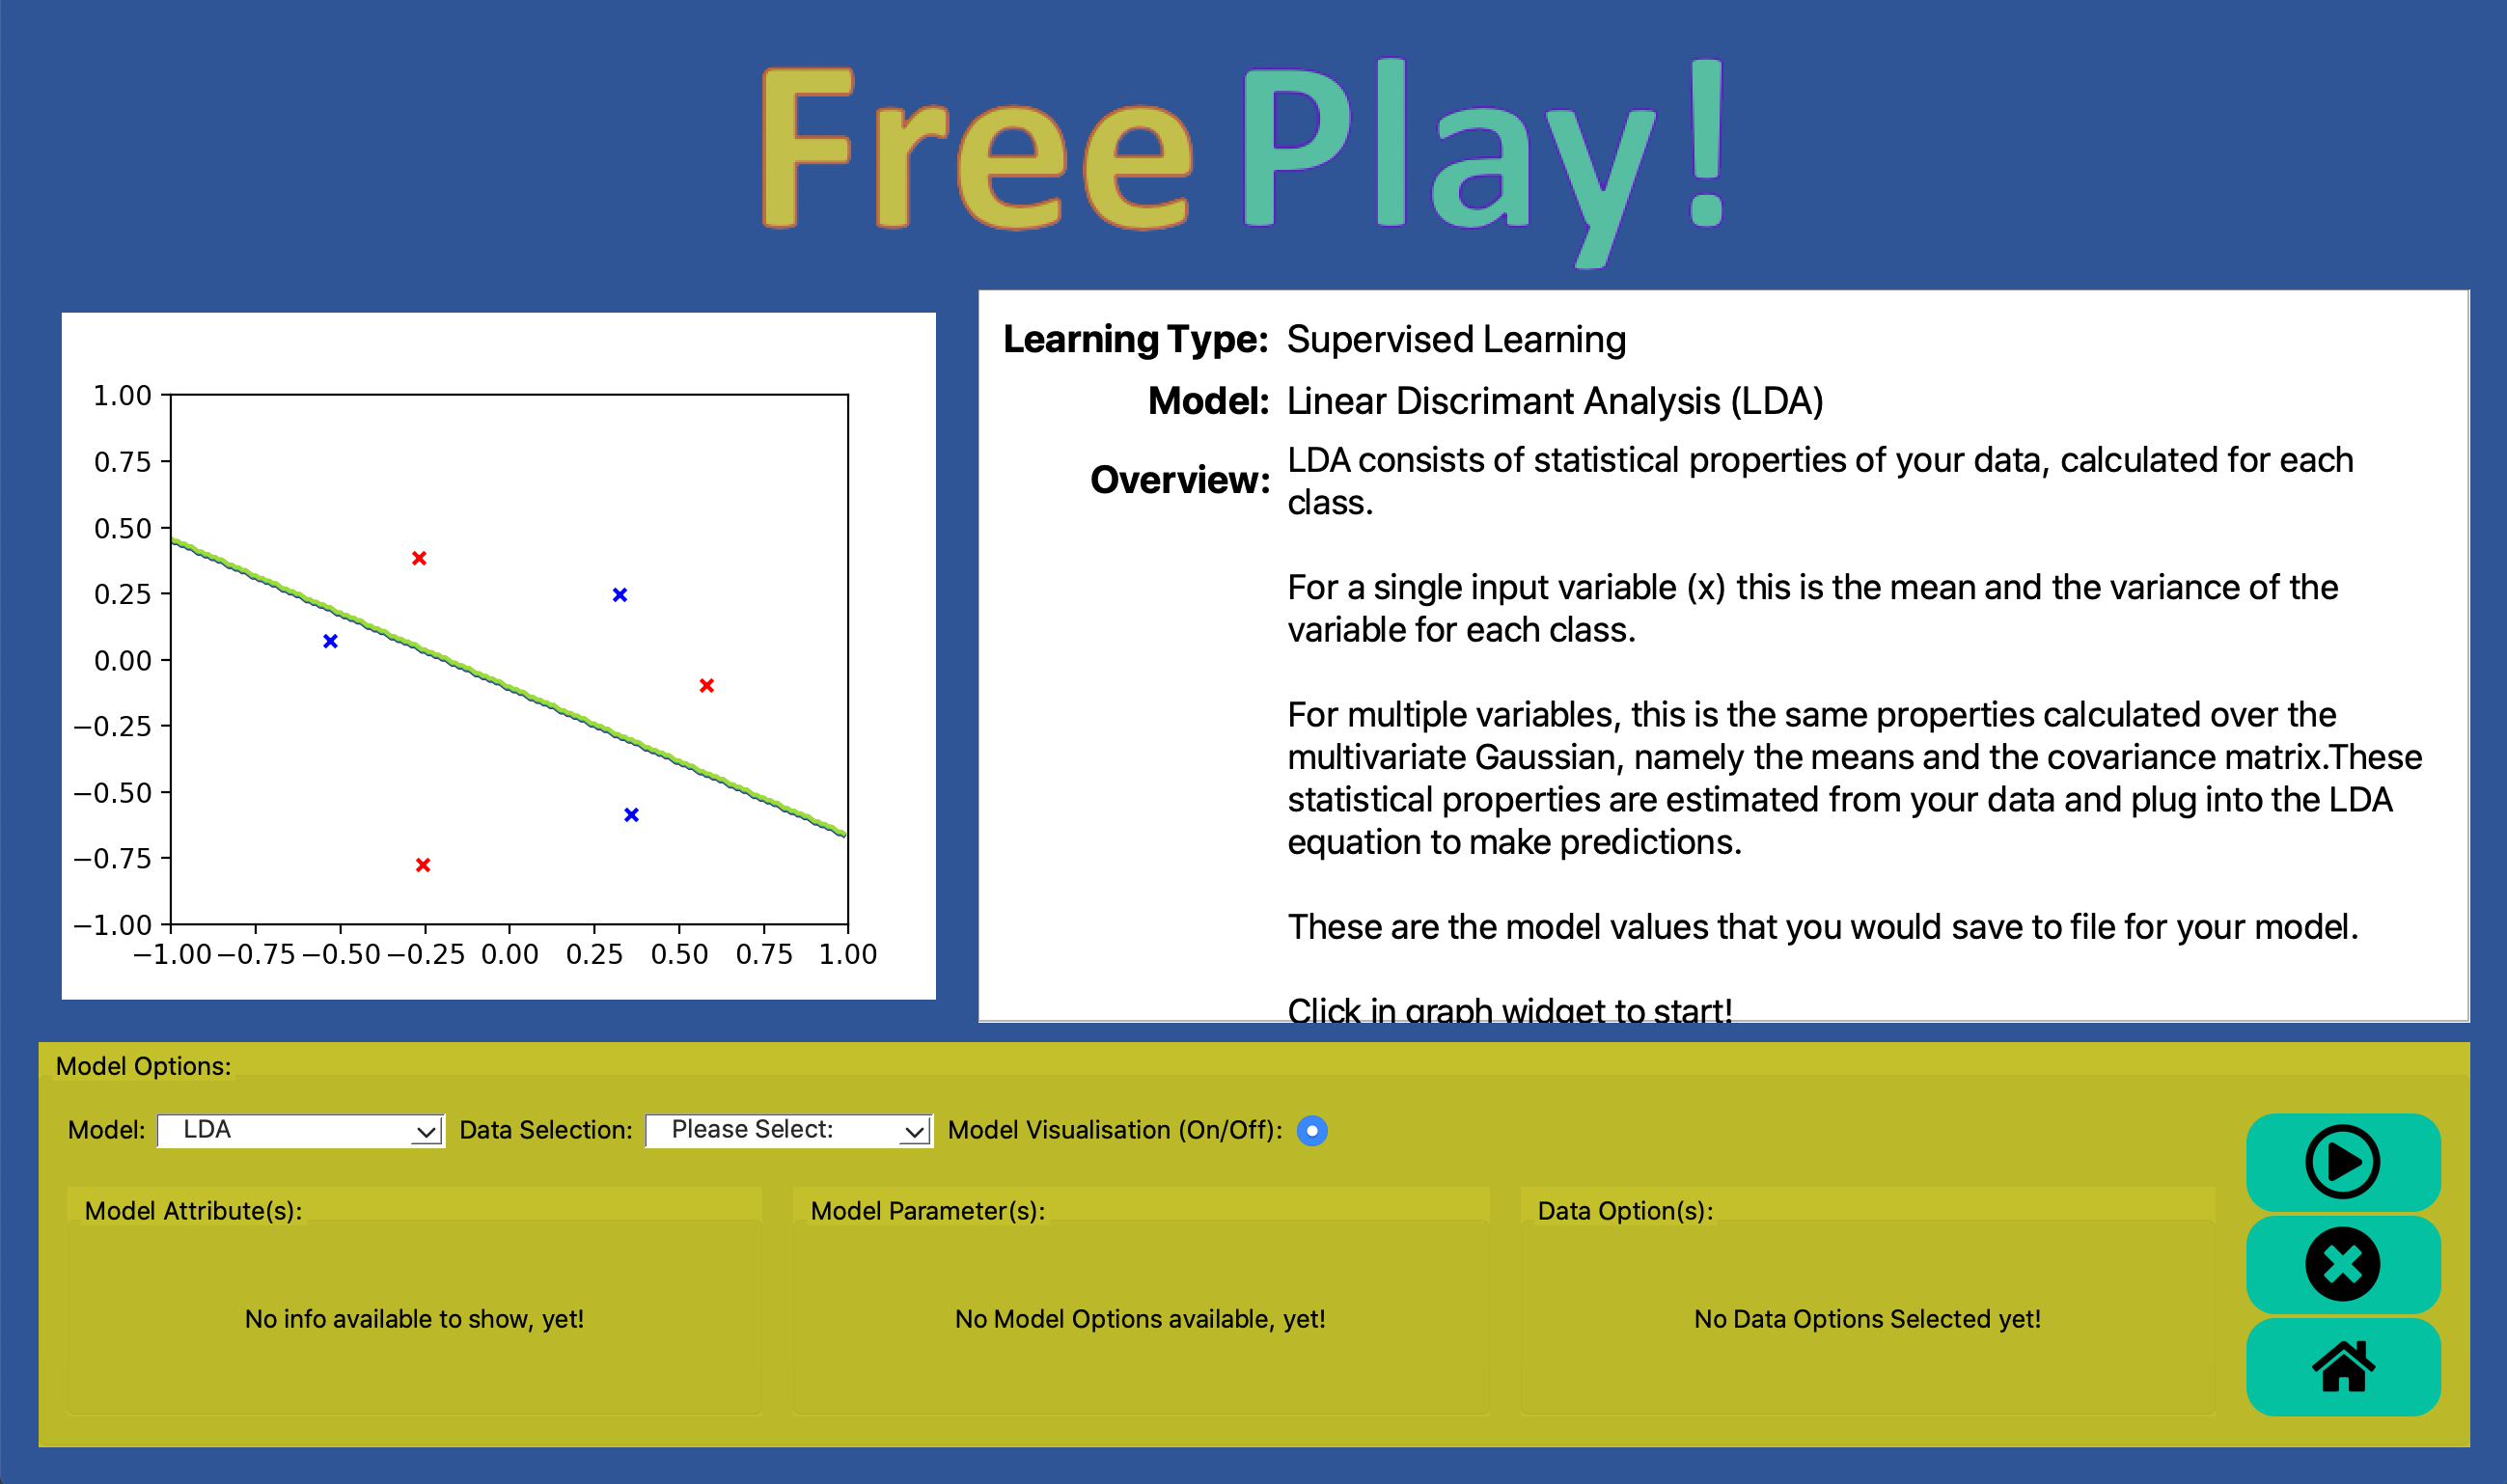 Free Play!
1.00
0.75
0.50
0.25
0.00
−0.25
−0.50
−0.75
−1.00
−1.00 −0.75 −0.50 −0.25 0.00 0.25 0.50 0.75 1.00
Learning Type: Supervised Learning
Model: Linear Discrimant Analysis (LDA)
Overview: LDA consists of statistical properties of your data, calculated for each
class.
For a single input variable (x) this is the mean and the variance of the
variable for each class.
For multiple variables, this is the same properties calculated over the
multivariate Gaussian, namely the means and the covariance matrix.These
statistical properties are estimated from your data and plug into the LDA
equation to make predictions.
These are the model values that you would save to file for your model.
Click in graph widget to start!
Model Options:
Model: LDA Data Selection: Please Select: Model Visualisation (On/Off):
Model Attribute(s): Model Parameter(s): Data Option(s):
No info available to show, yet! No Model Options available, yet! No Data Options Selected yet!